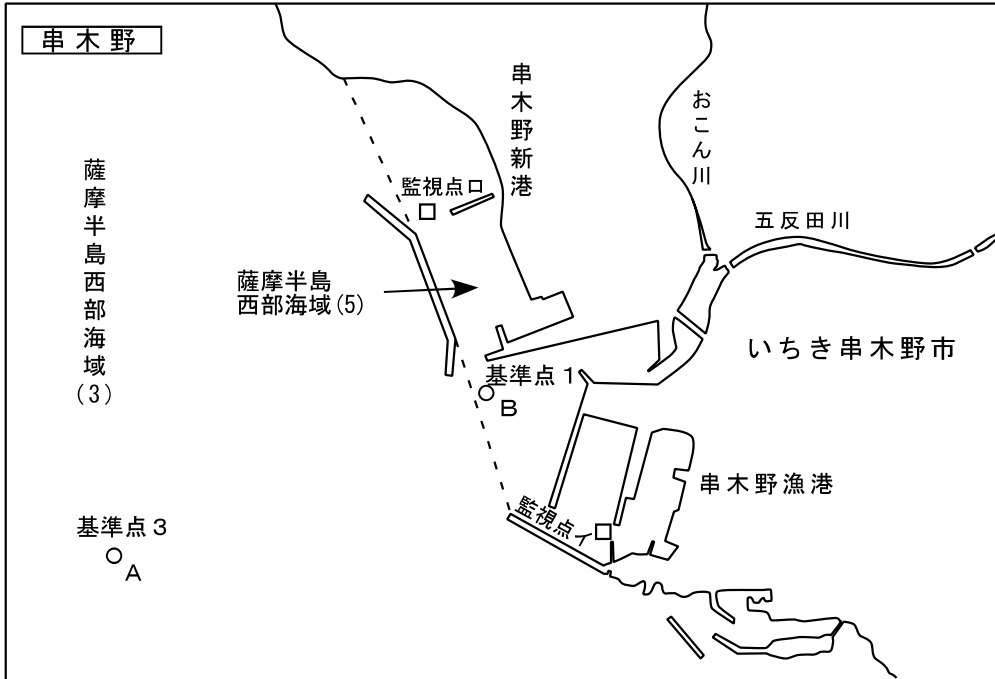 串木野
串木野新港
おこん川
薩摩半島西部海域
(3)
監視点ロ
五反田川
薩摩半島
西部海域(5)
いちき串木野市
基準点1
B
串木野漁港
監視点イ
基準点3
A